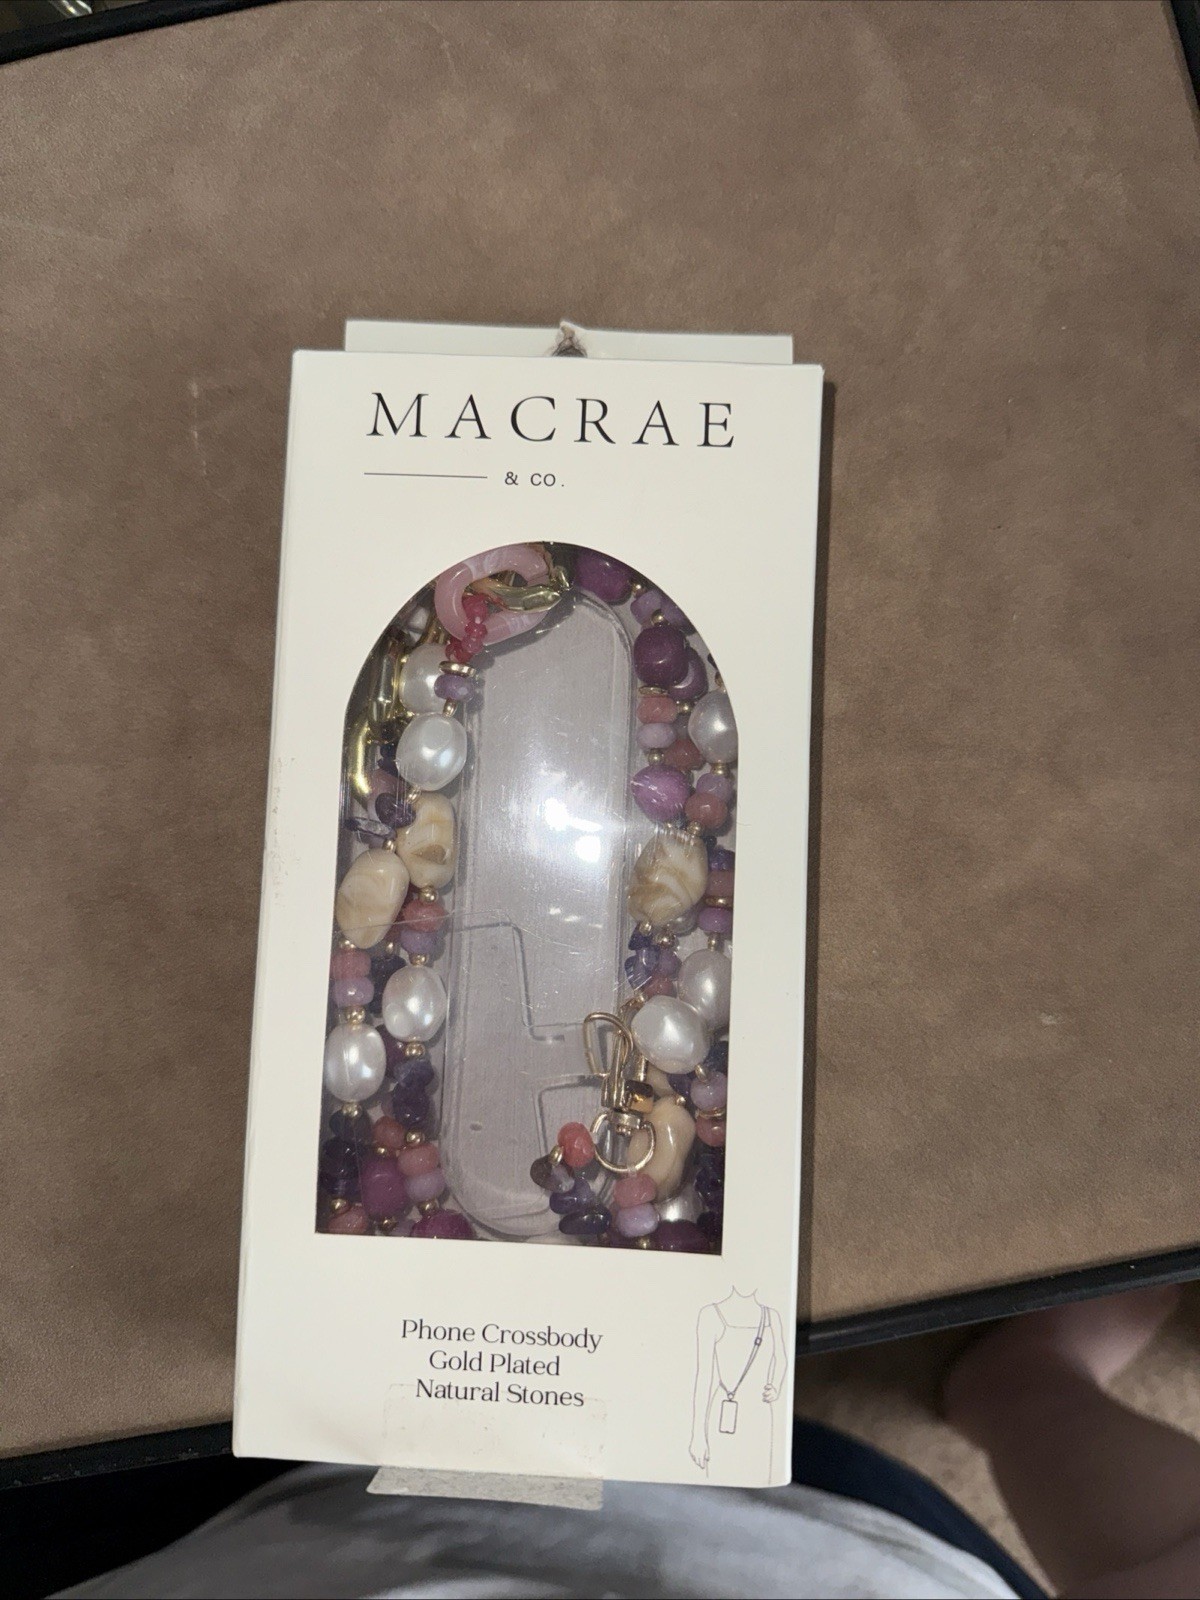 MACRAE
& CO.
Phone Crossbody
Gold Plated
Natural Stones